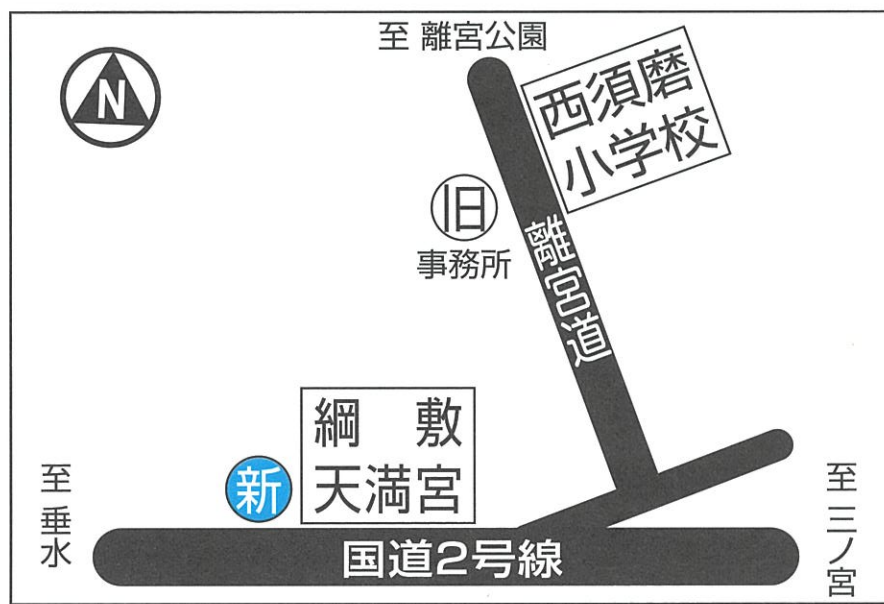 至 離宮公園
N
西須磨
小学校
旧
事務所
離宮道
綱　敷
天満宮
新
至 垂水
至 三ノ宮
国道2号線